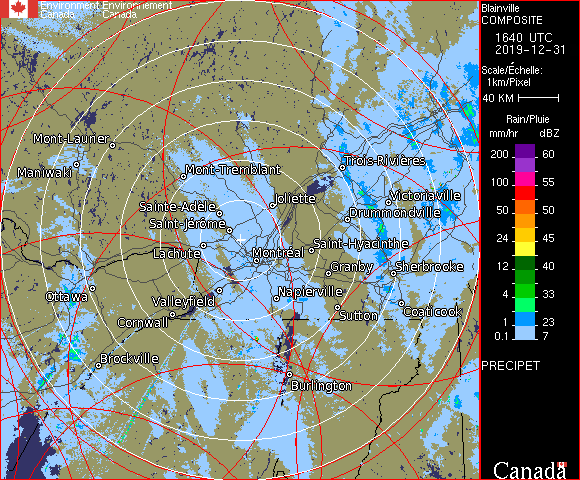 Environment Environnement
Canada Canada
Blainville
COMPOSITE
1640 UTC
2019-12-31
Scale/Échelle:
1km/Pixel
40 KM
Rain/Pluie
mm/hr dBZ
200 60
100 55
50 50
24 45
12 40
4 33
1 23
0.1 7
PRECIPET
Canada
Mont-Laurier
Maniwaki
Mont-Tremblant
Trois-Rivières
Sainte-Adèle
Joliette
Victoriaville
Saint-Jérôme
Drummondville
Lachute
Montréal
Saint-Hyacinthe
Granby
Sherbrooke
Ottawa
Valleyfield
Napierville
Cornwall
Sutton
Coaticook
Brockville
Burlington